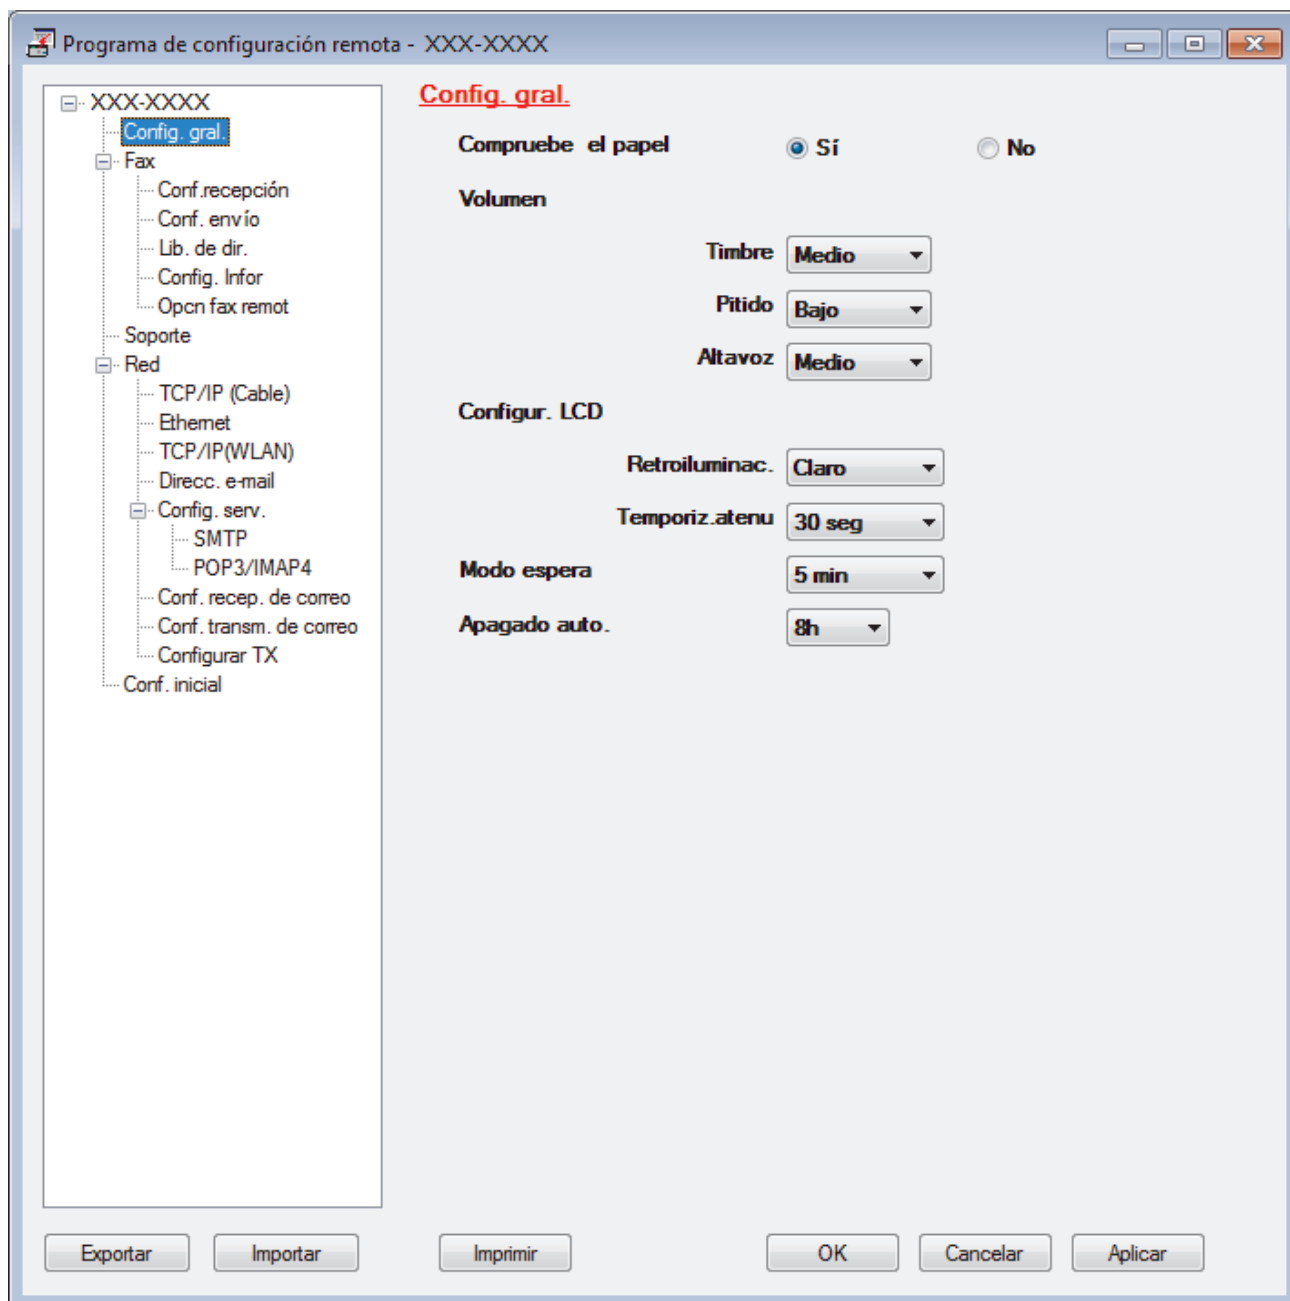 Programa de configuración remota - XXX-XXXX
XXX-XXXX
Config. gral.
Fax
Conf.recepción
Conf. envío
Lib. de dir.
Config. Infor
Opcn fax remot
Soporte
Red
TCP/IP (Cable)
Ethernet
TCP/IP(WLAN)
Direcc. e-mail
Config. serv.
SMTP
POP3/IMAP4
Conf. recep. de correo
Conf. transm. de correo
Configurar TX
Conf. inicial
Config. gral.
Compruebe el papel Sí No
Volumen
Timbre Medio
Pitido Bajo
Altavoz Medio
Configur. LCD
Retroiluminac. Claro
Temporiz.atenu 30 seg
Modo espera 5 min
Apagado auto. 8h
Exportar Importar Imprimir OK Cancelar Aplicar